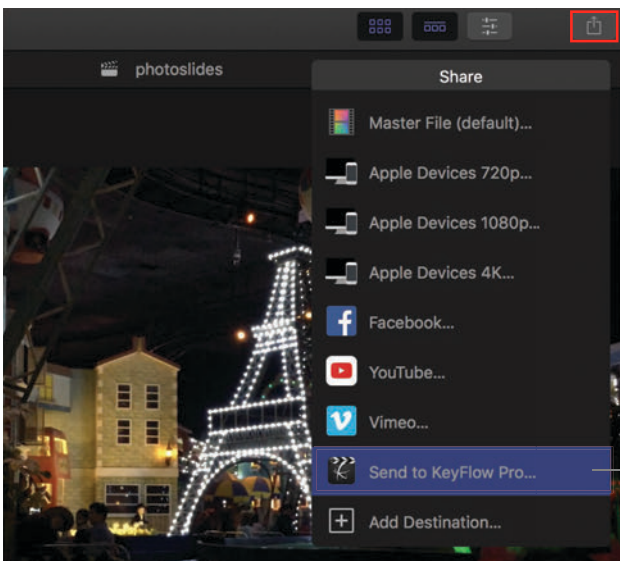 photoslides
Share
Master File (default)...
Apple Devices 720p...
Apple Devices 1080p...
Apple Devices 4K...
Facebook...
YouTube...
Vimeo...
Send to KeyFlow Pro...
Add Destination...